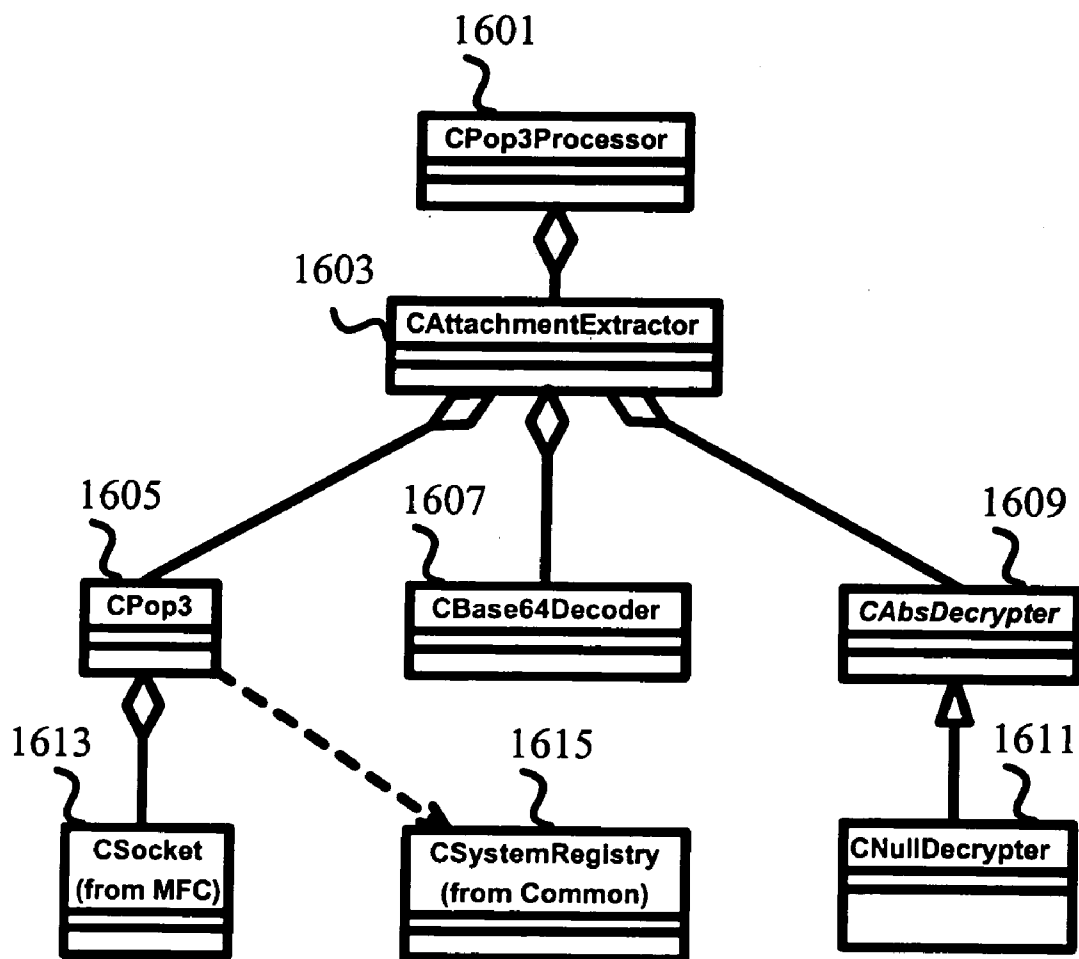 1601
CPop3Processor
1603
CAttachmentExtractor
1605
1607
1609
CPop3
CBase64Decoder
CAbsDecrypter
1613
1615
1611
CSocket
(from MFC)
CSystemRegistry
(from Common)
CNullDecrypter